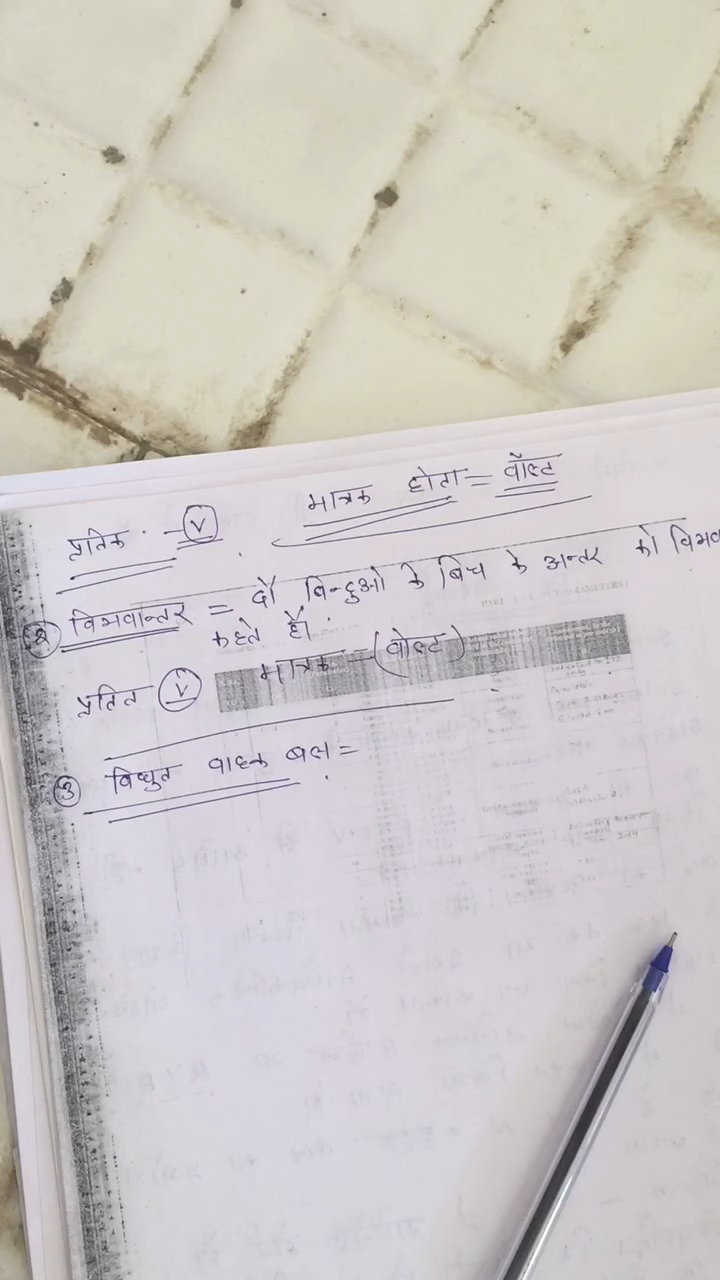 प्रतिक - V मात्रक होता = वॉल्ट
② विभवान्तर = दो बिन्दुओ के बिच के अन्तर को विभव
कहते हैं।
प्रतित V मात्रक = (वोल्ट)
③ विधुत वाहक बल =